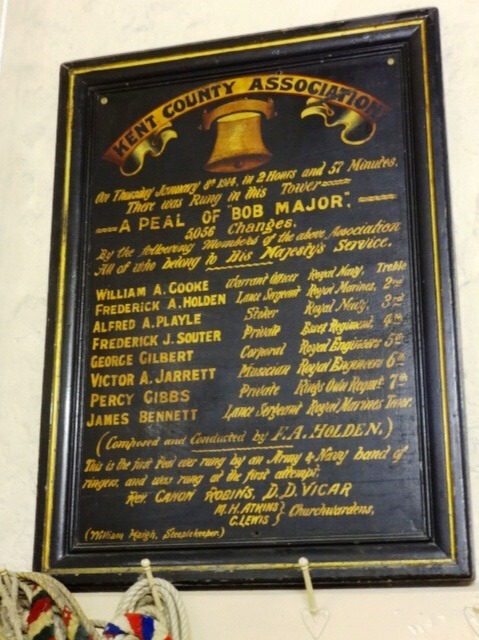 KENT COUNTY ASSOCIATION
On Thursday January 8th 1914, in 2 Hours and 57 Minutes.
There was Rung in this Tower
A PEAL OF "BOB MAJOR",
5,056 Changes.
By the following Members of the above Association
All of who belong to His Majesty's Service.
WILLIAM A. COOKE Warrant Officer Royal Navy, Treble
FREDERICK A. HOLDEN Lance Sergeant Royal Marines, 2nd
ALFRED A. PLAYLE Stoker Royal Navy, 3rd
FREDERICK J. SOUTER Private Essex Regiment, 4th
GEORGE GILBERT Corporal Royal Engineers 5th
VICTOR A. JARRETT Musician Royal Engineers 6th
PERCY GIBBS Private King's Own Regmt. 7th
JAMES BENNETT Lance Sergeant Royal Marines Tenor.
(Composed and Conducted by F.A. HOLDEN.)
This is the first Peal ever rung by an Army & Navy band of
ringers, and was rung at the first attempt;
REV. CANON ROBINS, D.D. VICAR
M.H. ATKINS
C. LEWIS } Churchwardens,
(William Haigh, Steeplekeeper.)